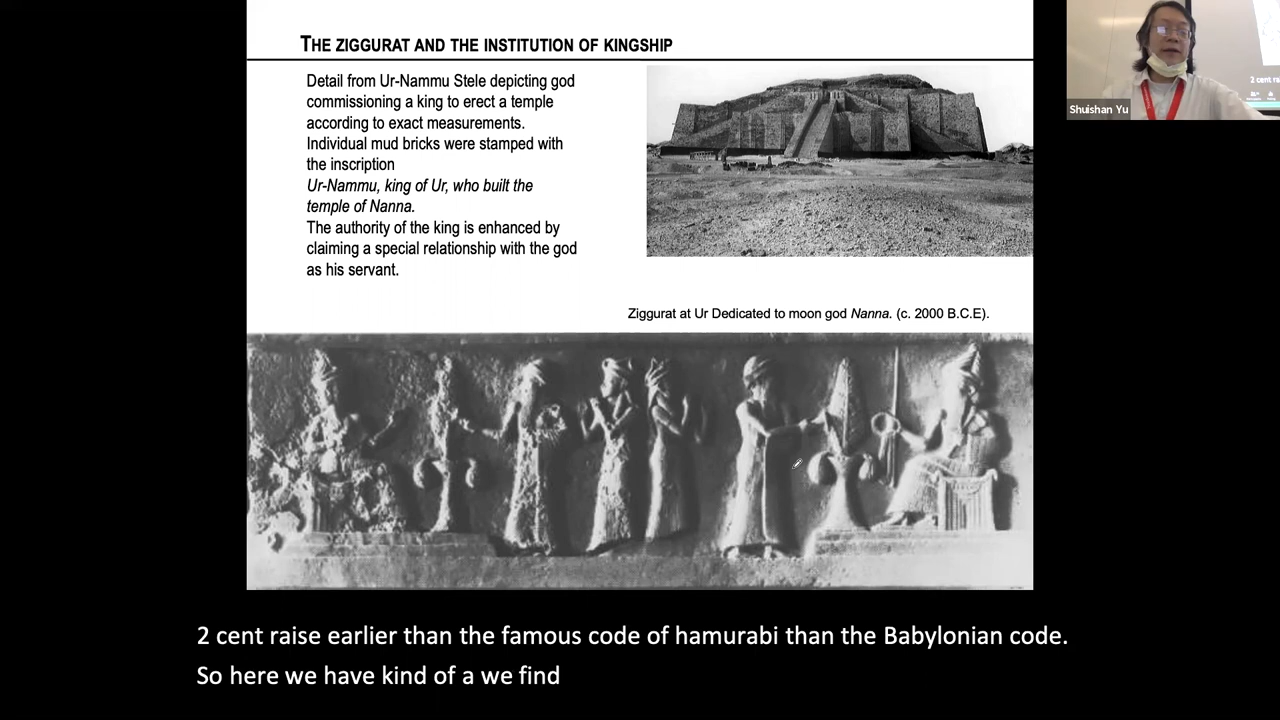 THE ZIGGURAT AND THE INSTITUTION OF KINGSHIP
Detail from Ur-Nammu Stele depicting god
commissioning a king to erect a temple
according to exact measurements.
Individual mud bricks were stamped with
the inscription
Ur-Nammu, king of Ur, who built the
temple of Nanna.
The authority of the king is enhanced by
claiming a special relationship with the god
as his servant.
Ziggurat at Ur Dedicated to moon god Nanna. (c. 2000 B.C.E).
Shuishan Yu
2 cent rai
2 cent raise earlier than the famous code of hamurabi than the Babylonian code.
So here we have kind of a we find